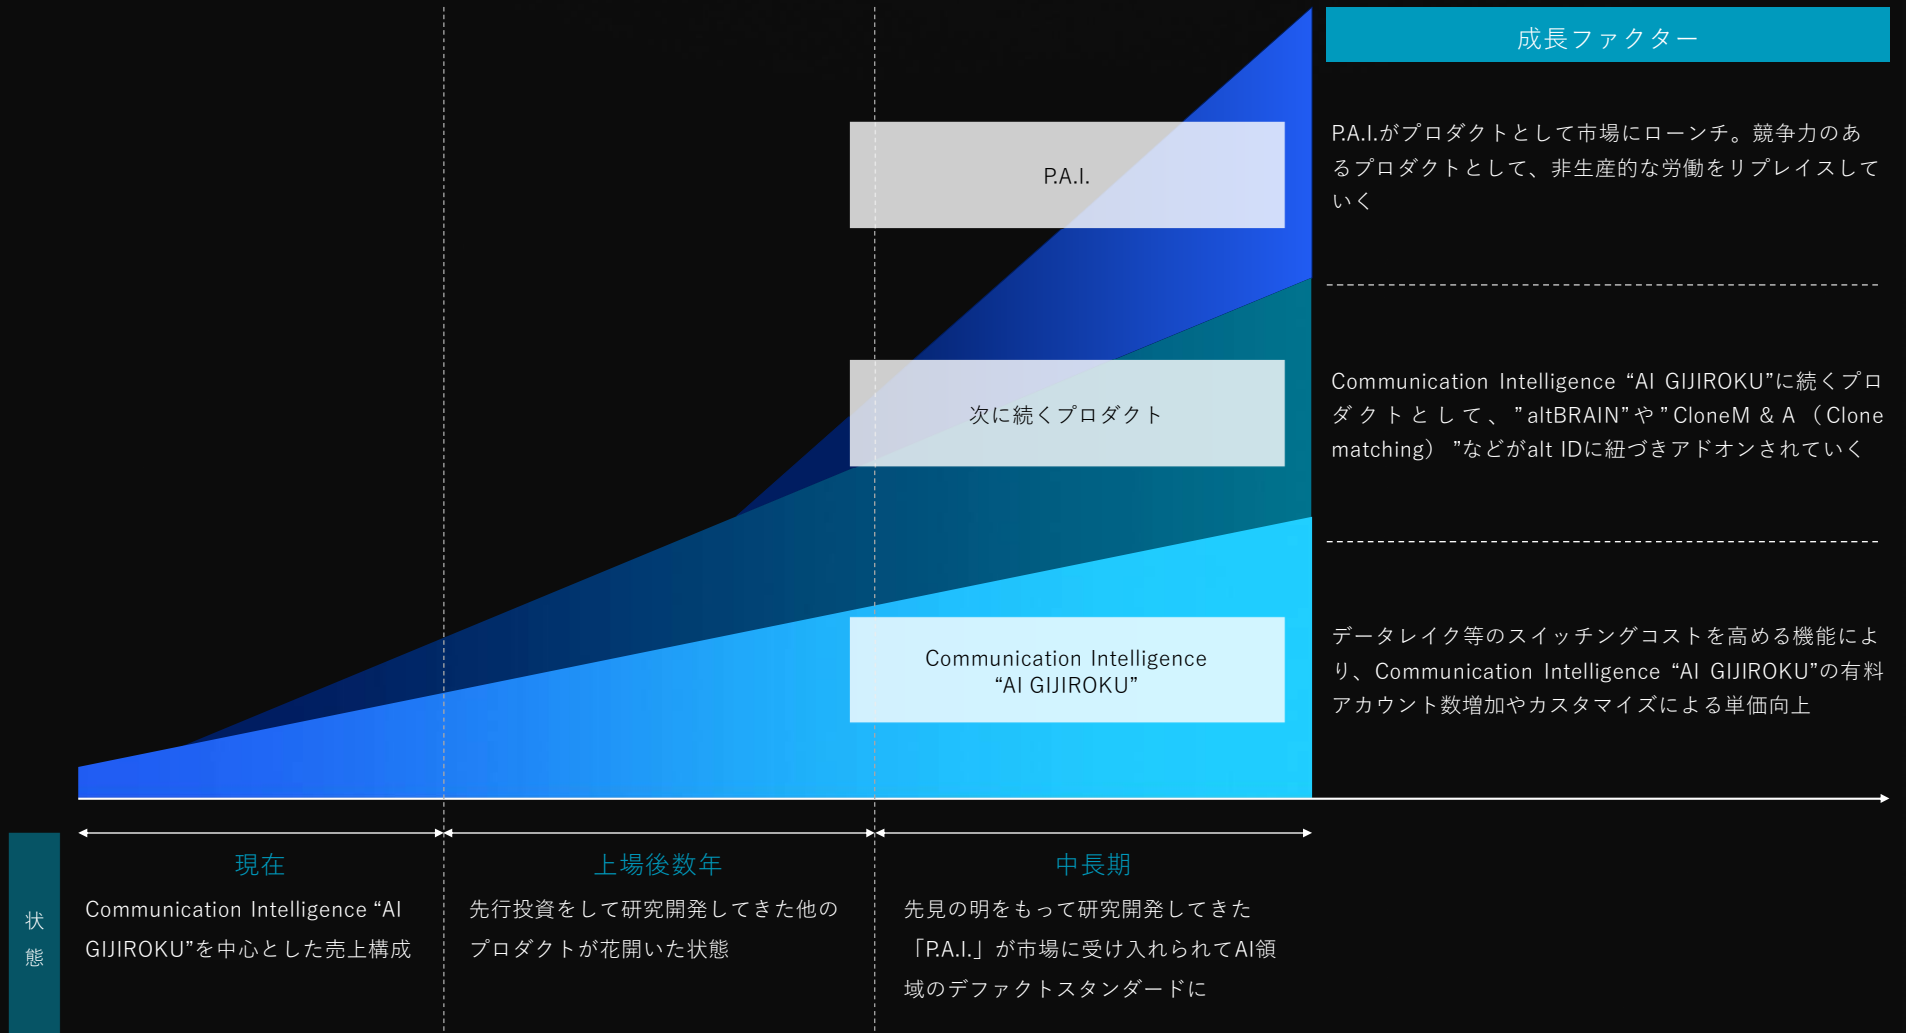 成長ファクター
P.A.I.
P.A.I.がプロダクトとして市場にローンチ。競争力のあ
るプロダクトとして、非生産的な労働をリプレイスして
いく
次に続くプロダクト
Communication Intelligence “AI GIJIROKU”に続くプロ
ダクトとして、”altBRAIN”や”CloneM＆A（Clone
matching） ”などがalt IDに紐づきアドオンされていく
Communication Intelligence
“AI GIJIROKU”
データレイク等のスイッチングコストを高める機能によ
り、Communication Intelligence “AI GIJIROKU”の有料
アカウント数増加やカスタマイズによる単価向上
状態
現在
Communication Intelligence “AI
GIJIROKU”を中心とした売上構成
上場後数年
先行投資をして研究開発してきた他の
プロダクトが花開いた状態
中長期
先見の明をもって研究開発してきた
「P.A.I.」が市場に受け入れられてAI領
域のデファクトスタンダードに